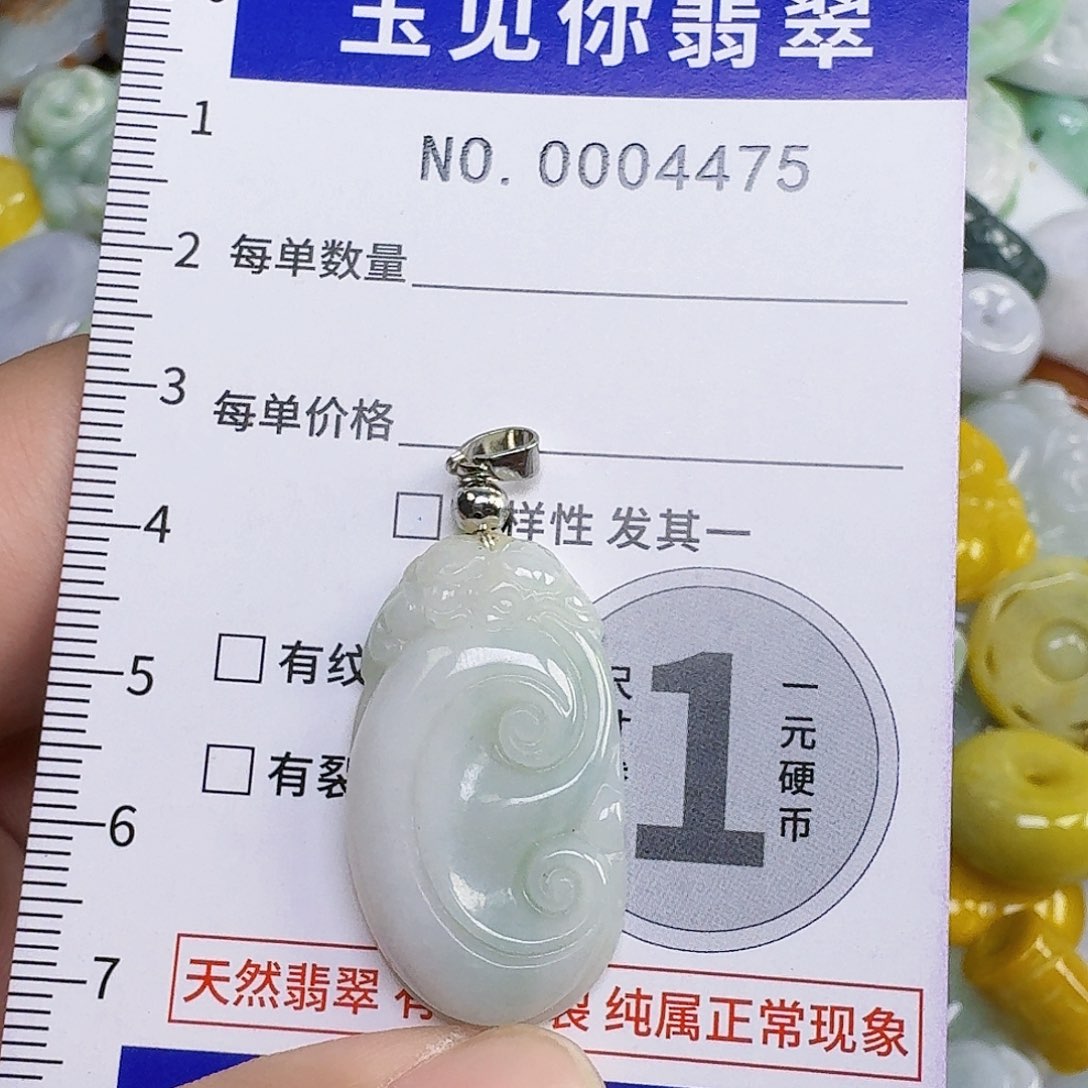 玉见你翡翠
NO. 0004475
1
2 每单数量
3 每单价格
4 样性 发其一
5 有纹
1 一元硬币
有裂
6
7
天然翡翠 有 裂 纯属正常现象